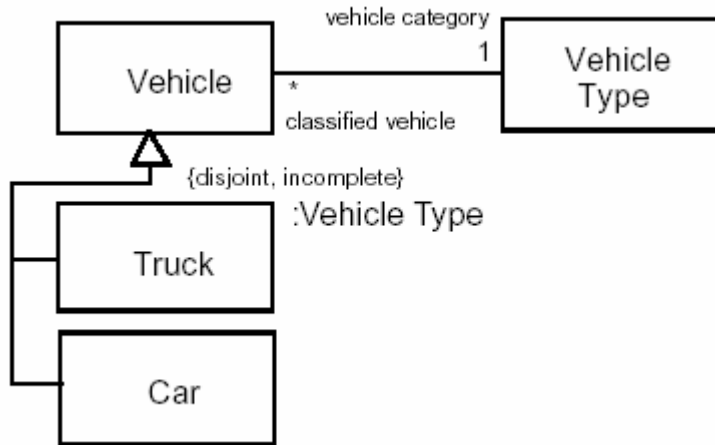 vehicle category
1
Vehicle
Vehicle
Type
*
classified vehicle
{disjoint, incomplete}
:Vehicle Type
Truck
Car